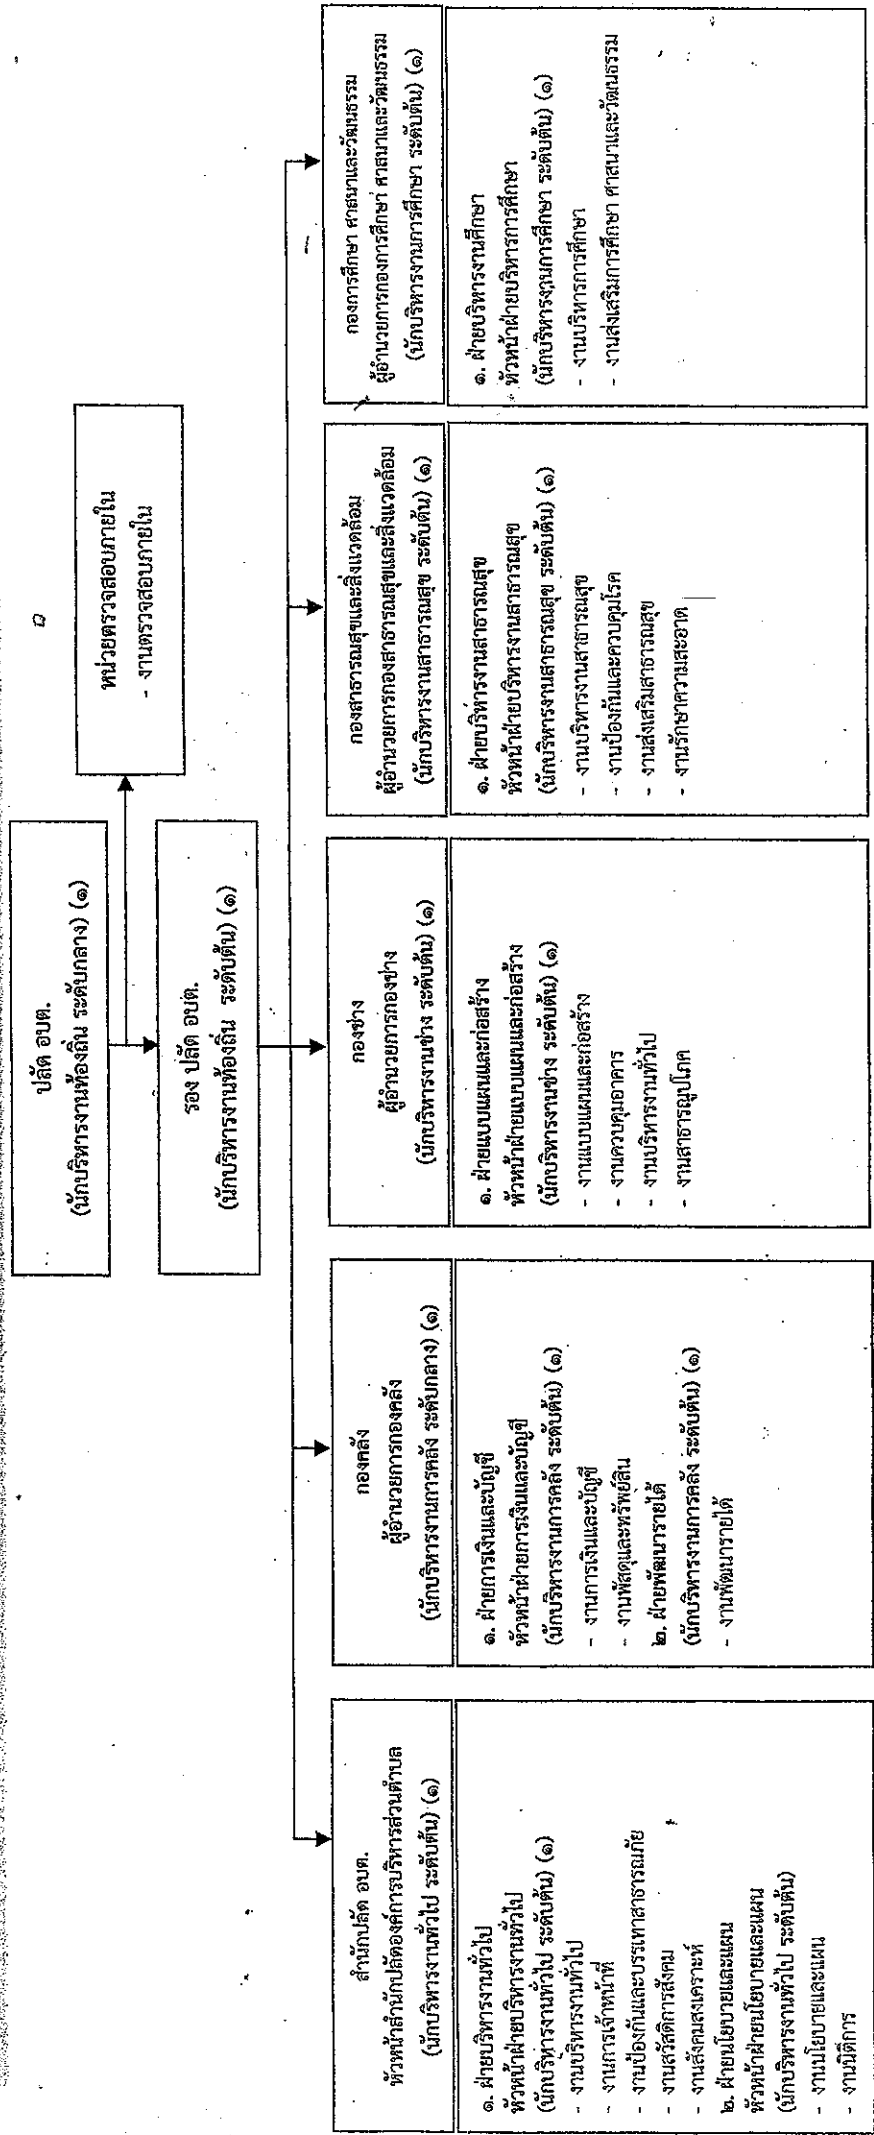 ปลัด อบต.
(นักบริหารงานท้องถิ่น ระดับกลาง) (๑)
หน่วยตรวจสอบภายใน
- งานตรวจสอบภายใน
รอง ปลัด อบต.
(นักบริหารงานท้องถิ่น ระดับต้น) (๑)
สำนักปลัด อบต.
หัวหน้าสำนักปลัดองค์การบริหารส่วนตำบล
(นักบริหารงานทั่วไป ระดับต้น) (๑)
๑. ฝ่ายบริหารงานทั่วไป
หัวหน้าฝ่ายบริหารงานทั่วไป
(นักบริหารงานทั่วไป ระดับต้น) (๑)
- งานบริหารงานทั่วไป
- งานการเจ้าหน้าที่
- งานป้องกันและบรรเทาสาธารณภัย
- งานสวัสดิการสังคม
- งานสังคมสงเคราะห์
๒. ฝ่ายนโยบายและแผน
หัวหน้าฝ่ายนโยบายและแผน
(นักบริหารงานทั่วไป ระดับต้น)
- งานนโยบายและแผน
- งานนิติการ
กองคลัง
ผู้อำนวยการกองคลัง
(นักบริหารงานการคลัง ระดับกลาง) (๑)
๑. ฝ่ายการเงินและบัญชี
หัวหน้าฝ่ายการเงินและบัญชี
(นักบริหารงานการคลัง ระดับต้น) (๑)
- งานการเงินและบัญชี
- งานพัสดุและทรัพย์สิน
๒. ฝ่ายพัฒนารายได้
(นักบริหารงานการคลัง ระดับต้น) (๑)
- งานพัฒนารายได้
กองช่าง
ผู้อำนวยการกองช่าง
(นักบริหารงานช่าง ระดับต้น) (๑)
๑. ฝ่ายแบบแผนและก่อสร้าง
หัวหน้าฝ่ายแบบแผนและก่อสร้าง
(นักบริหารงานช่าง ระดับต้น) (๑)
- งานแบบแผนและก่อสร้าง
- งานควบคุมอาคาร
- งานบริหารงานทั่วไป
- งานสาธารณูปโภค
กองสาธารณสุขและสิ่งแวดล้อม
ผู้อำนวยการกองสาธารณสุขและสิ่งแวดล้อม
(นักบริหารงานสาธารณสุข ระดับต้น) (๑)
๑. ฝ่ายบริหารงานสาธารณสุข
หัวหน้าฝ่ายบริหารงานสาธารณสุข
(นักบริหารงานสาธารณสุข ระดับต้น) (๑)
- งานบริหารงานสาธารณสุข
- งานป้องกันและควบคุมโรค
- งานส่งเสริมสาธารณสุข
- งานรักษาความสะอาด
กองการศึกษา ศาสนาและวัฒนธรรม
ผู้อำนวยการกองการศึกษา ศาสนาและวัฒนธรรม
(นักบริหารงานการศึกษา ระดับต้น) (๑)
๑. ฝ่ายบริหารงานศึกษา
หัวหน้าฝ่ายบริหารการศึกษา
(นักบริหารงานการศึกษา ระดับต้น) (๑)
- งานบริหารการศึกษา
- งานส่งเสริมการศึกษา ศาสนาและวัฒนธรรม